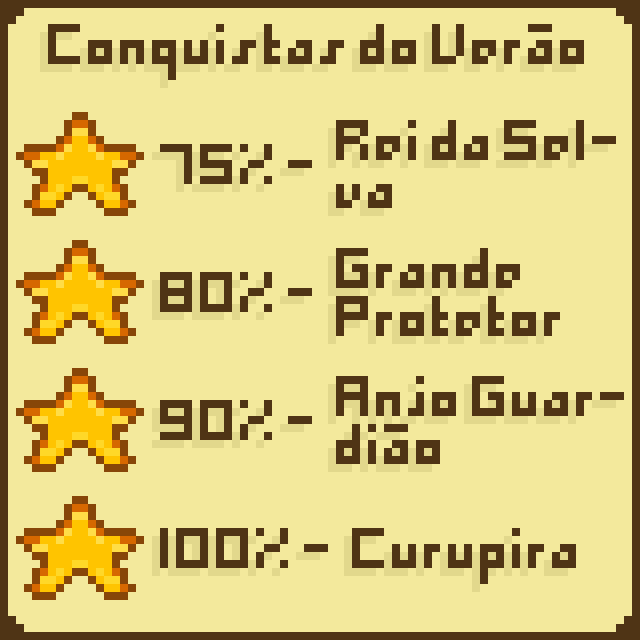 Conquistas do Verão
75% - Rei da Sel-
va
80% - Grande
Protetor
90% - Anjo Guar-
dião
100% - Curupira